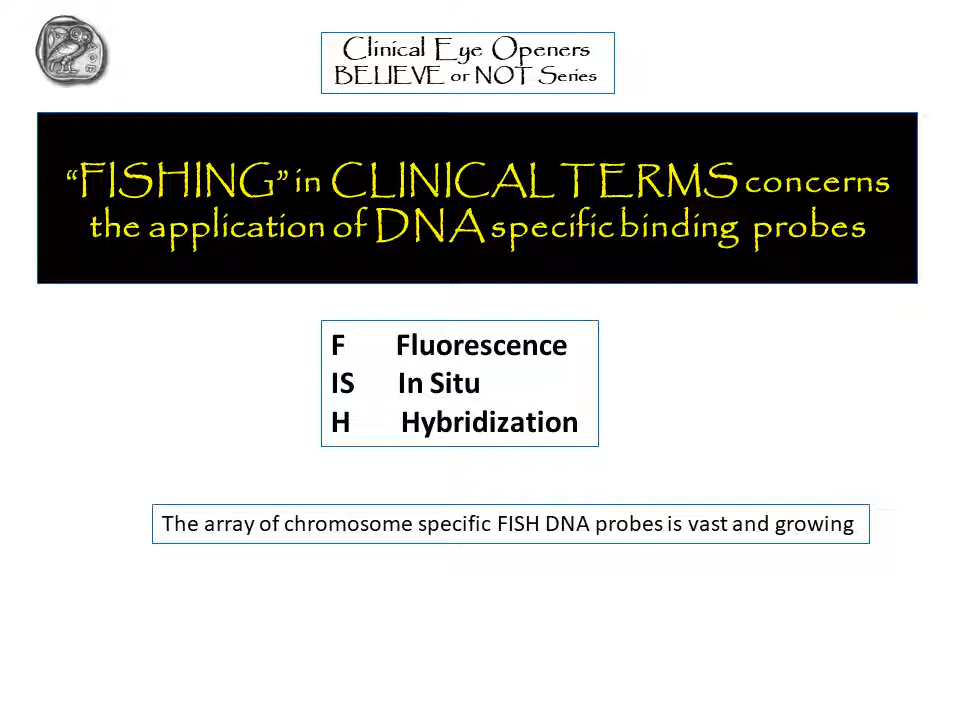 Clinical Eye Openers
BELIEVE or NOT Series
“FISHING” in CLINICAL TERMS concerns
the application of DNA specific binding probes
F Fluorescence
IS In Situ
H Hybridization
The array of chromosome specific FISH DNA probes is vast and growing